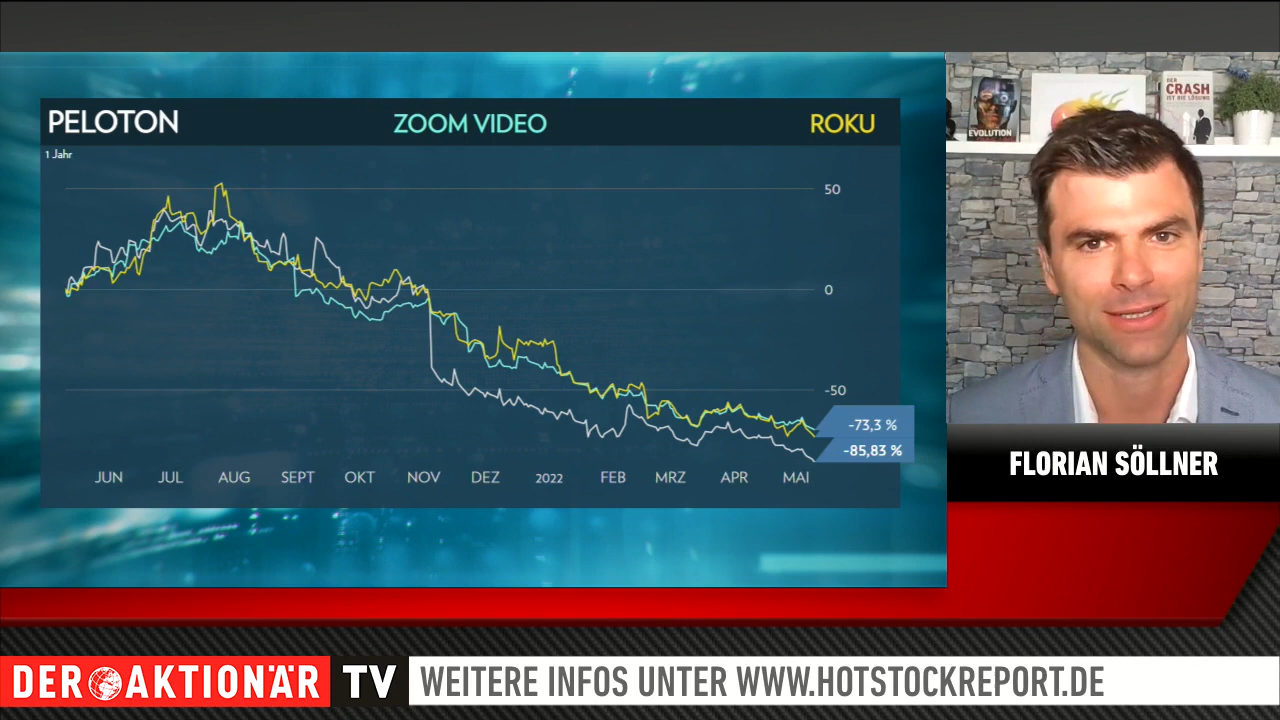 PELOTON
ZOOM VIDEO
ROKU
1 Jahr
50
0
-50
-73,3 %
-85,83 %
JUN JUL AUG SEPT OKT NOV DEZ 2022 FEB MRZ APR MAI
EVOLUTION
DER
CRASH
IST DIE LÖSUNG
FLORIAN SÖLLNER
DER AKTIONÄR TV
WEITERE INFOS UNTER WWW.HOTSTOCKREPORT.DE